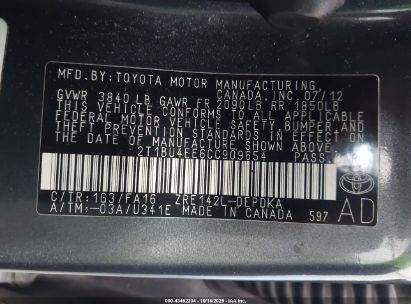 MFD.BY:TOYOTA MOTOR MANUFACTURING
CANADA, INC. 07/12
GVWR 3840LB GAWR FR 2090LB RR 1850LB
THIS VEHICLE CONFORMS TO ALL APPLICABLE
FEDERAL MOTOR VEHICLE SAFETY, BUMPER, AND
THEFT PREVENTION STANDARDS IN EFFECT ON
THE DATE OF MANUFACTURE SHOWN ABOVE.
2T1BU4EE6CC909654 PASS.
C/TR:1G3/FA16 ZRE142L-DEPDKA
A/TM:-03A/U341E MADE IN CANADA 597
TOYOTA
AD